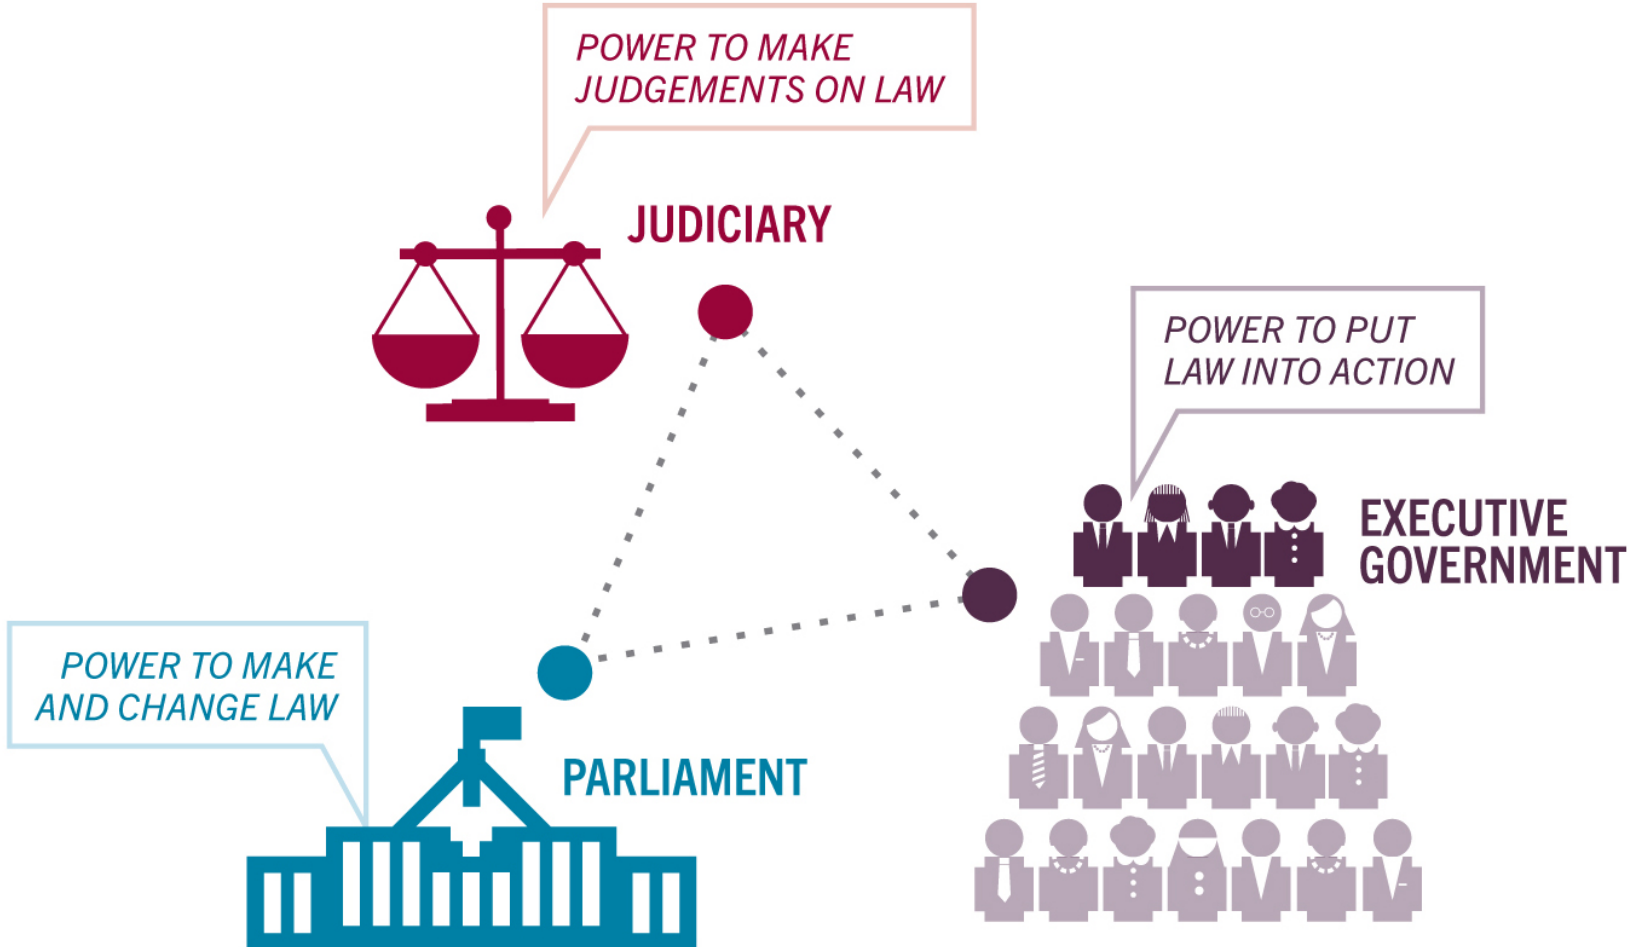 POWER TO MAKE
JUDGEMENTS ON LAW
JUDICIARY
POWER TO PUT
LAW INTO ACTION
EXECUTIVE
GOVERNMENT
POWER TO MAKE
AND CHANGE LAW
PARLIAMENT